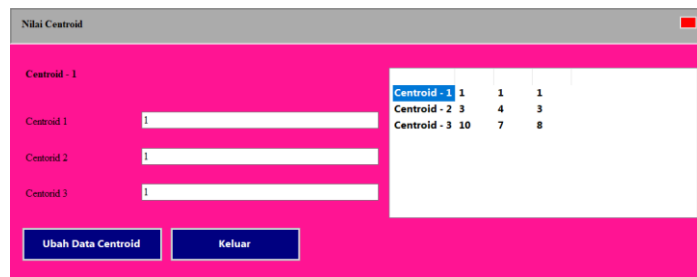 Nilai Centroid
Centroid - 1
Centroid 1 1
Centorid 2 1
Centorid 3 1
Centroid - 1 1 1 1
Centroid - 2 3 4 3
Centroid - 3 10 7 8
Ubah Data Centroid Keluar